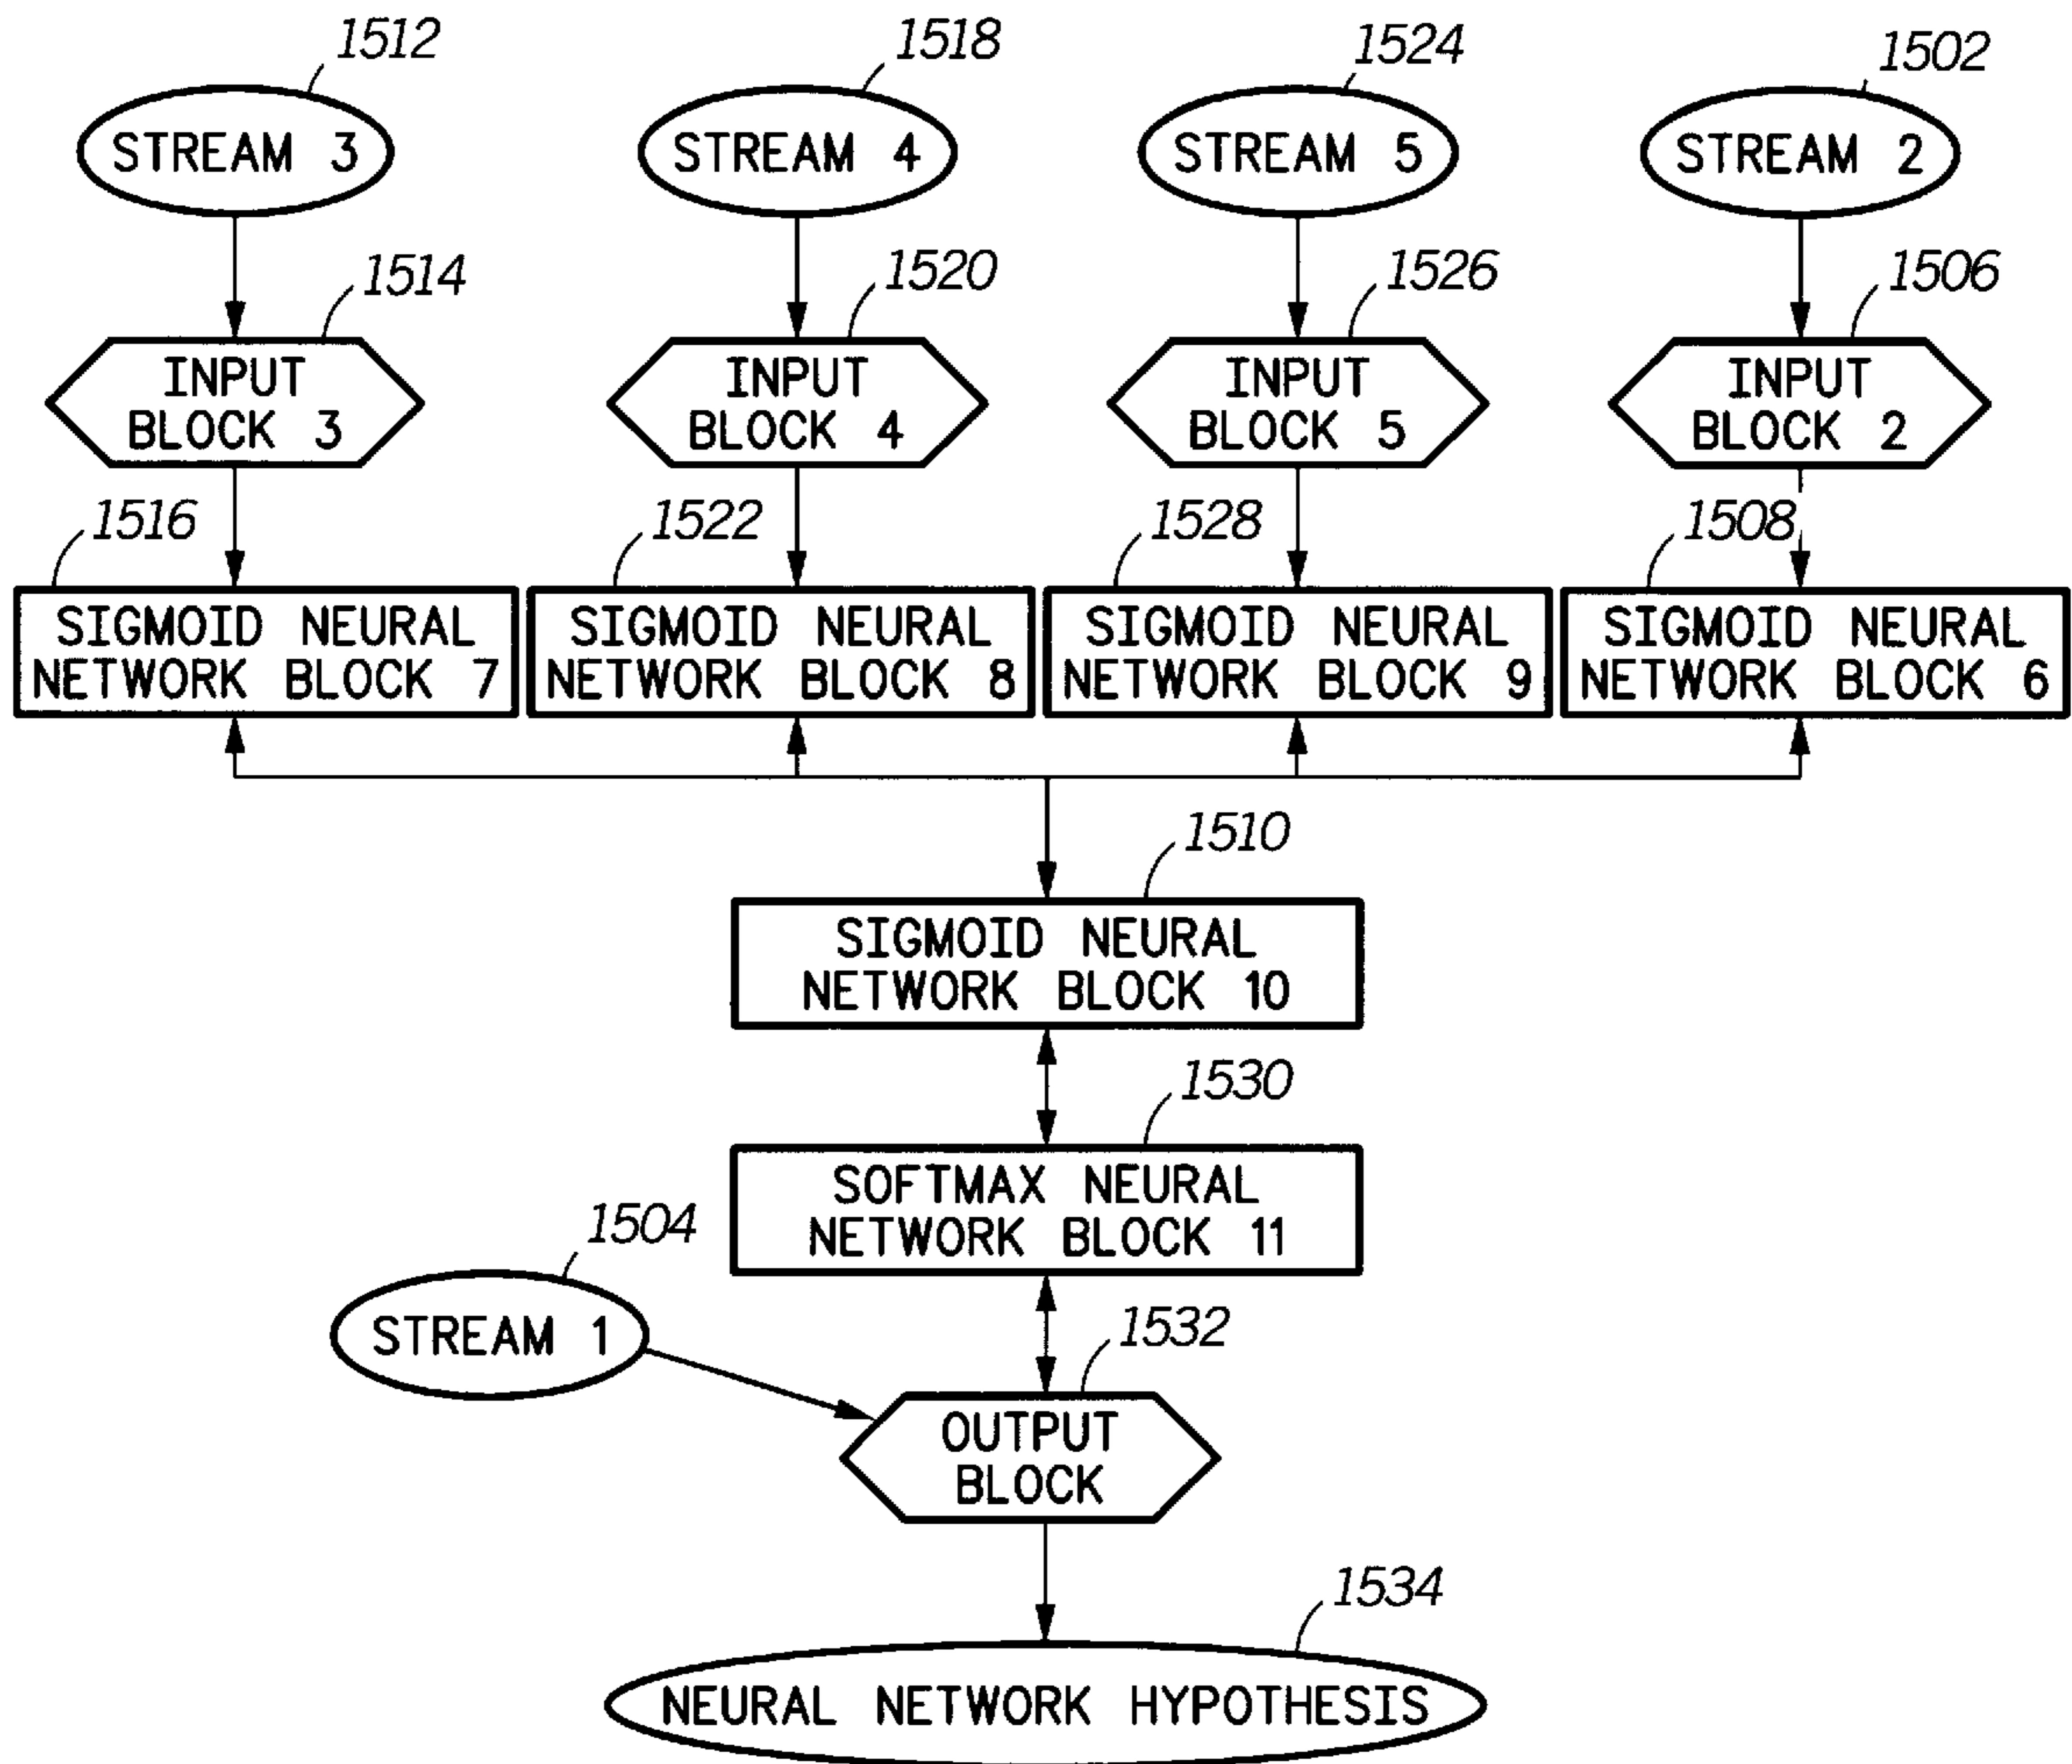 1512
1518
1524
1502
STREAM 3
STREAM 4
STREAM 5
STREAM 2
1514
1520
1526
1506
INPUT
BLOCK 3
INPUT
BLOCK 4
INPUT
BLOCK 5
INPUT
BLOCK 2
1516
1522
1528
1508
SIGMOID NEURAL
NETWORK BLOCK 7
SIGMOID NEURAL
NETWORK BLOCK 8
SIGMOID NEURAL
NETWORK BLOCK 9
SIGMOID NEURAL
NETWORK BLOCK 6
1510
SIGMOID NEURAL
NETWORK BLOCK 10
1530
SOFTMAX NEURAL
NETWORK BLOCK 11
1504
STREAM 1
1532
OUTPUT
BLOCK
1534
NEURAL NETWORK HYPOTHESIS